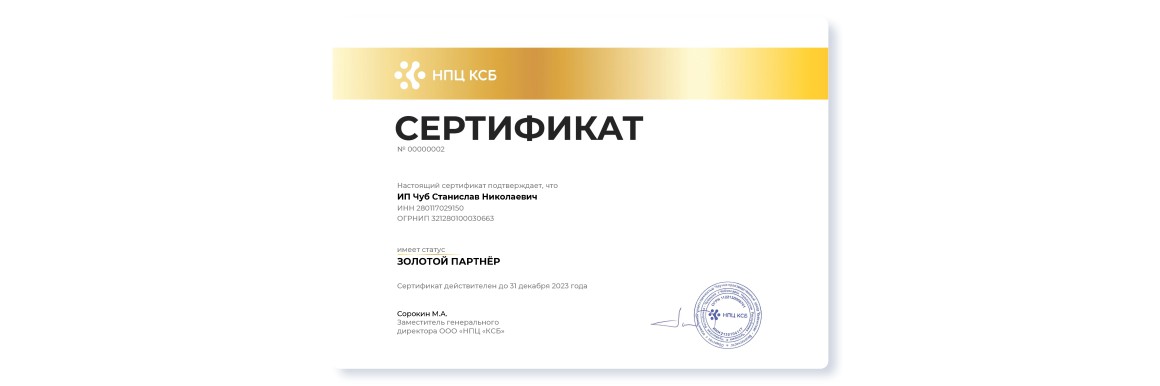 НПЦ КСБ
СЕРТИФИКАТ
№ 00000002
Настоящий сертификат подтверждает, что
ИП Чуб Станислав Николаевич
ИНН 280117029150
ОГРНИП 321280100030663
имеет статус
ЗОЛОТОЙ ПАРТНЁР
Сертификат действителен до 31 декабря 2023 года
Сорокин М.А.
Заместитель генерального
директора ООО «НПЦ «КСБ»
НПЦ КСБ